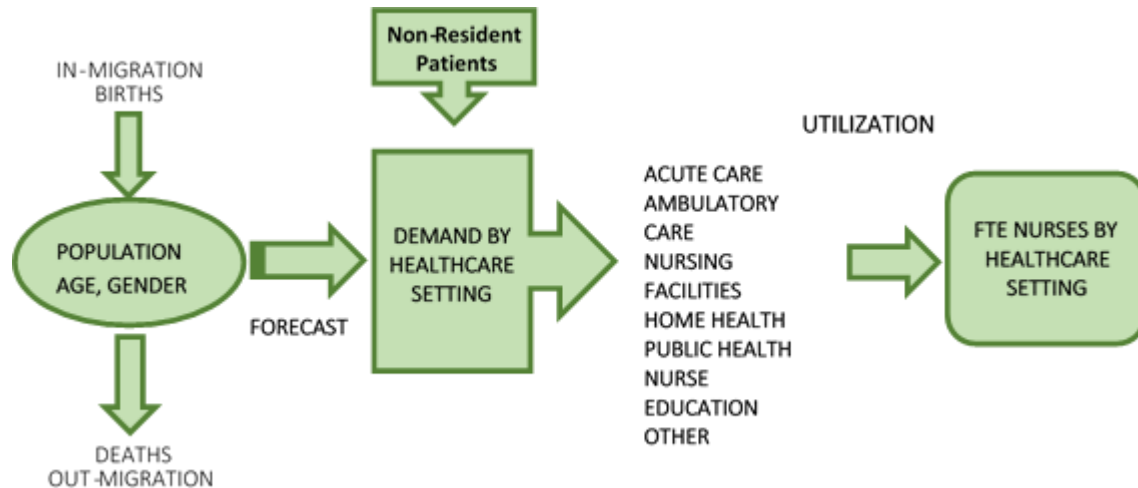 Non-Resident
Patients
IN-MIGRATION
BIRTHS
UTILIZATION
POPULATION
AGE, GENDER
FORECAST
DEMAND BY
HEALTHCARE
SETTING
ACUTE CARE
AMBULATORY
CARE
NURSING
FACILITIES
HOME HEALTH
PUBLIC HEALTH
NURSE
EDUCATION
OTHER
FTE NURSES BY
HEALTHCARE
SETTING
DEATHS
OUT-MIGRATION